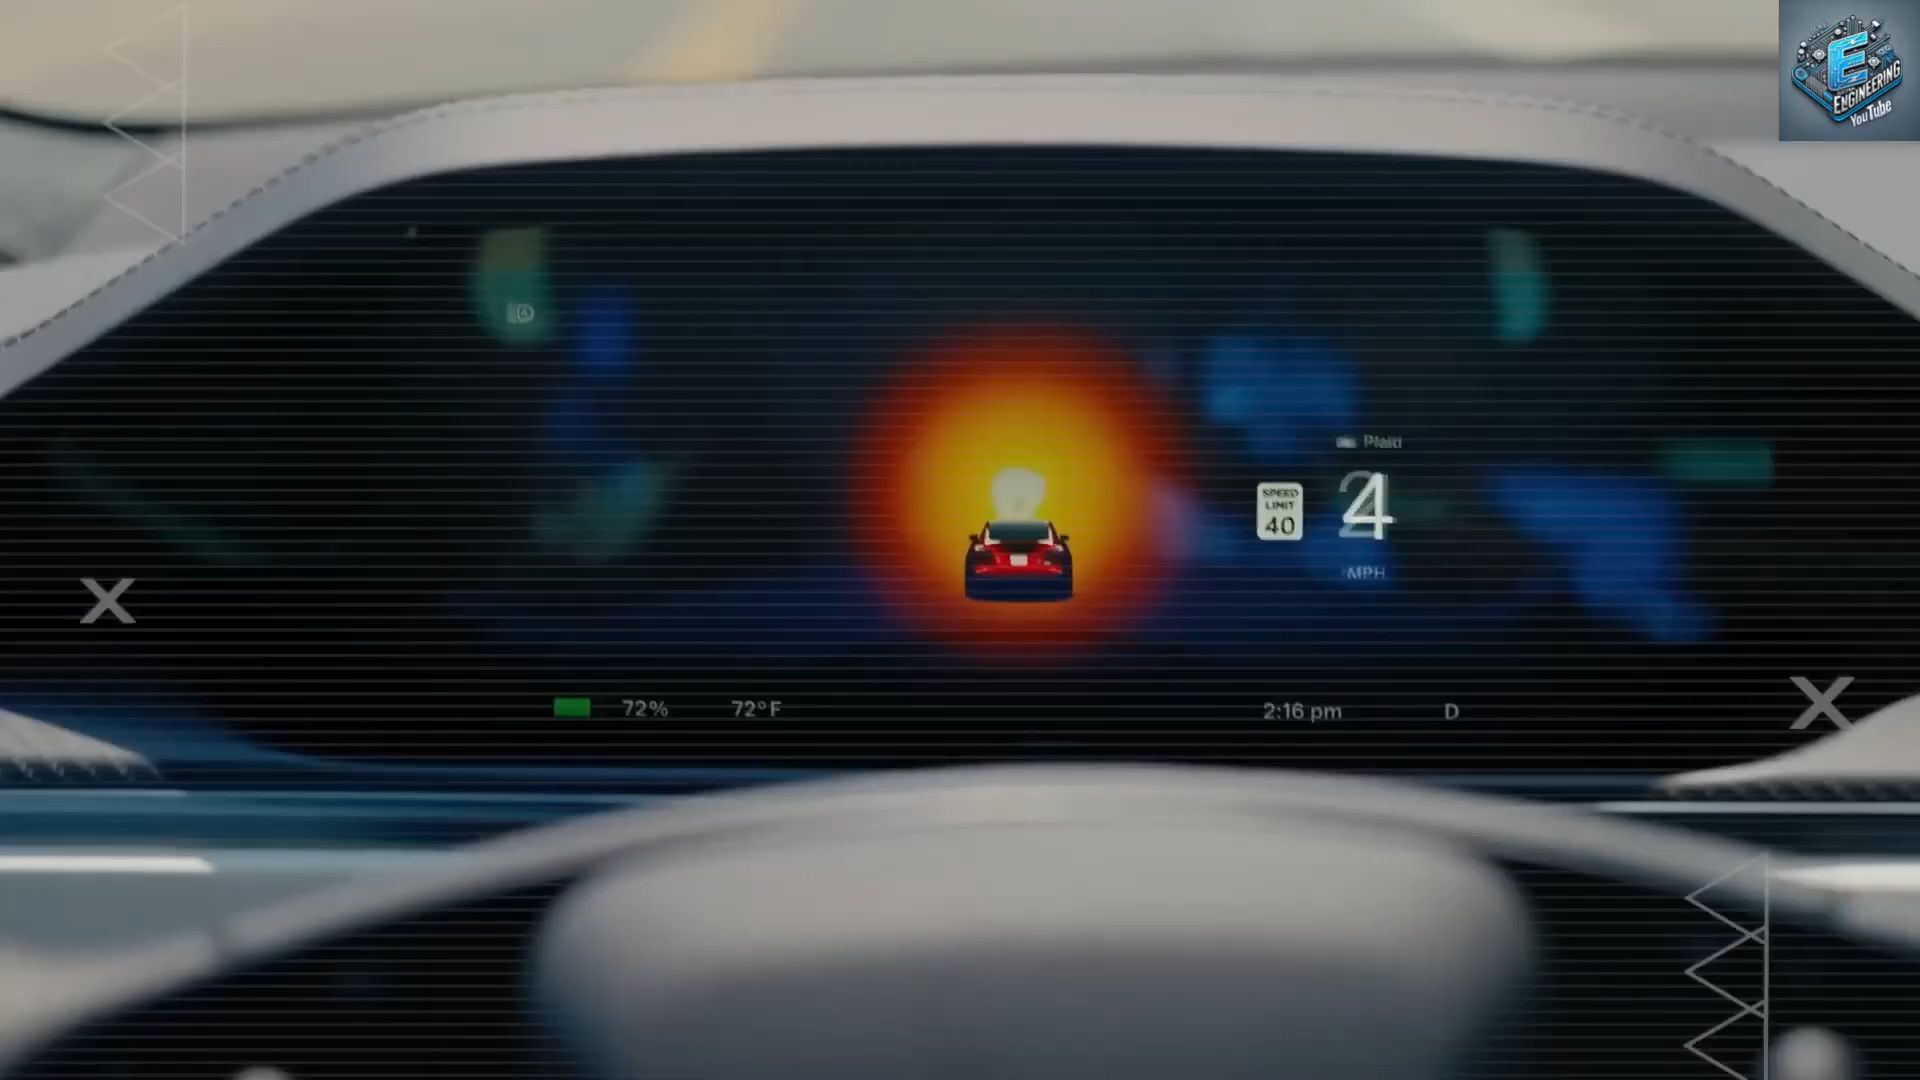 E
ENGINEERING
YouTube
Plaid
SPEED
LIMIT
40
MPH
72%
72°F
2:16 pm
D